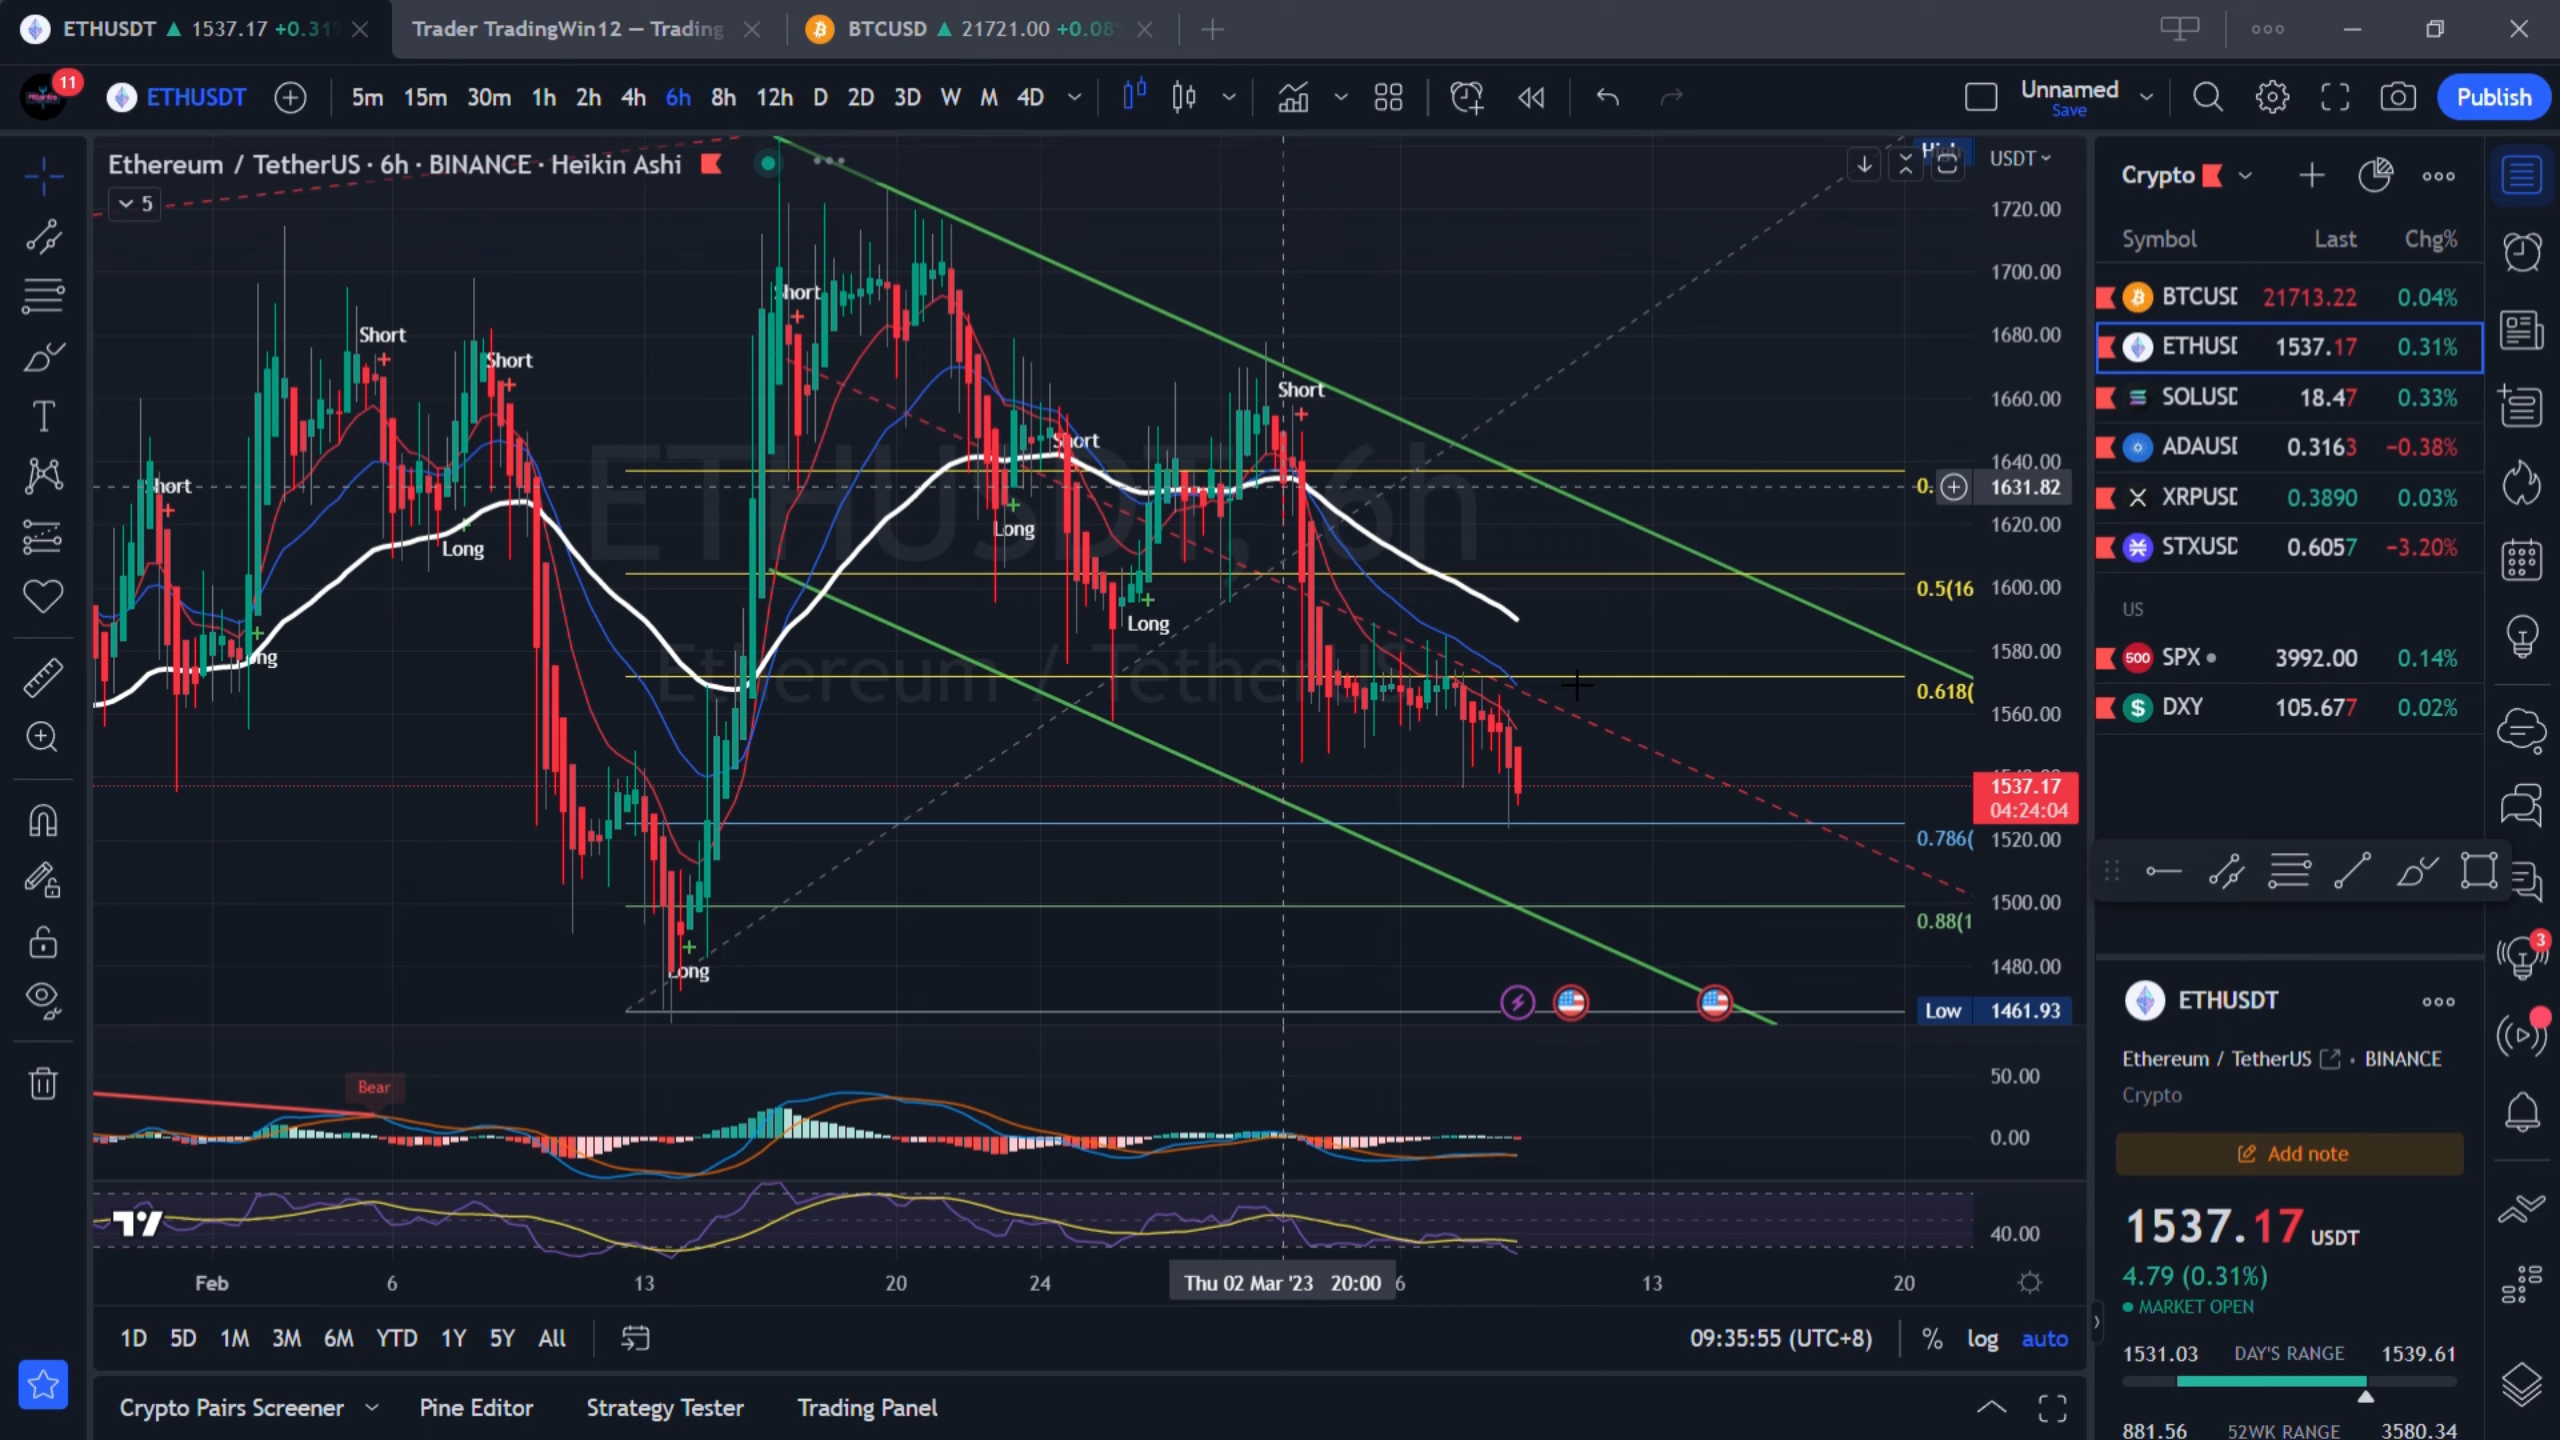 ETHUSDT ▲ 1537.17 +0.31
Trader TradingWin12 — Trading
BTCUSD ▲ 21721.00 +0.08
11
ETHUSDT
5m 15m 30m 1h 2h 4h 6h 8h 12h D 2D 3D W M 4D
Unnamed
Save
Publish
Ethereum / TetherUS · 6h · BINANCE · Heikin Ashi
5
USDT
High
1720.00
1700.00
1680.00
1660.00
1640.00
1631.82
1620.00
1600.00
1580.00
1560.00
1537.17
04:24:04
1520.00
1500.00
1480.00
Low 1461.93
ETHUSDT, 6h
Ethereum / TetherUS
Short
Short
Short
Short
Short
Short
Long
Long
Long
Long
Long
0.
0.5(16
0.618(
0.786(
0.88(1
Bear
50.00
0.00
40.00
Feb 6 13 20 24 Thu 02 Mar '23 20:00 6 13 20
1D 5D 1M 3M 6M YTD 1Y 5Y All
09:35:55 (UTC+8) % log auto
Crypto Pairs Screener Pine Editor Strategy Tester Trading Panel
Crypto
Symbol Last Chg%
BTCUSD 21713.22 0.04%
ETHUSD 1537.17 0.31%
SOLUSD 18.47 0.33%
ADAUSD 0.3163 −0.38%
XRPUSD 0.3890 0.03%
STXUSD 0.6057 −3.20%
US
500 SPX 3992.00 0.14%
$ DXY 105.677 0.02%
3
ETHUSDT
Ethereum / TetherUS · BINANCE
Crypto
Add note
1537.17 USDT
4.79 (0.31%)
MARKET OPEN
1531.03 DAY'S RANGE 1539.61
881.56 52WK RANGE 3580.34